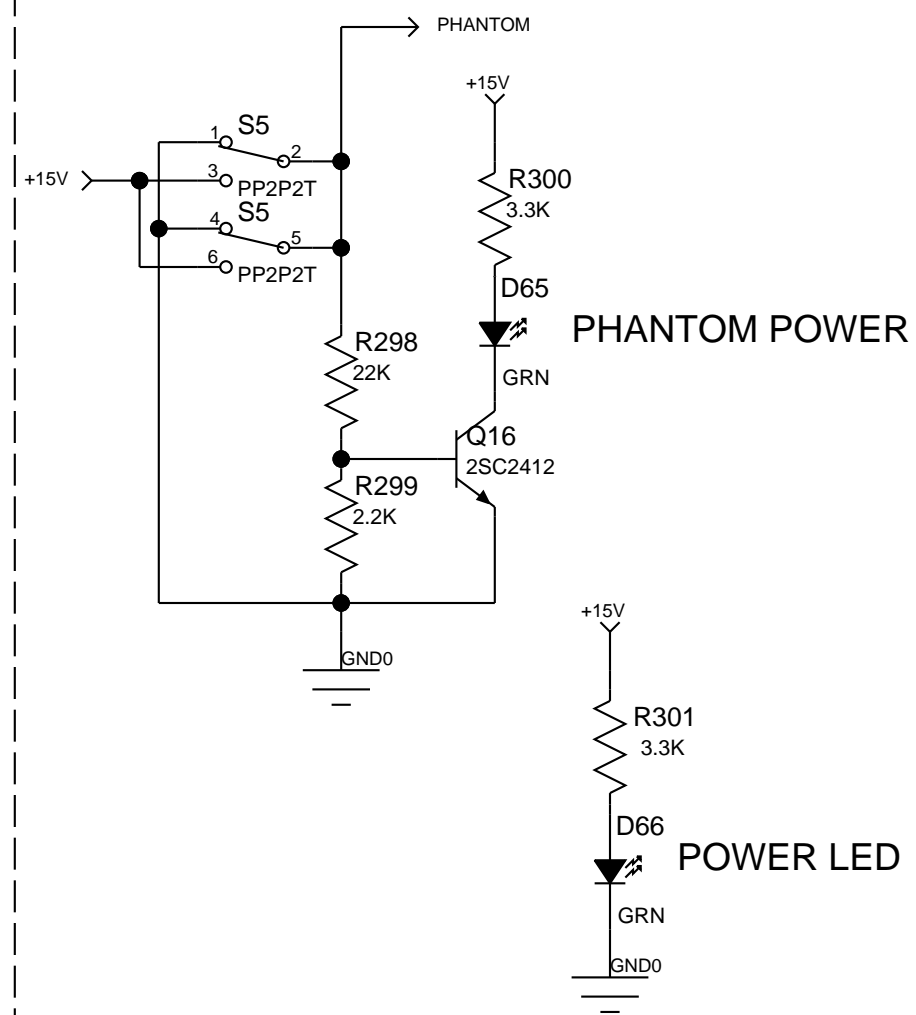 PHANTOM
+15V
1
S5
2
3
PP2P2T
+15V
S5
4
5
6
PP2P2T
R300
3.3K
D65
PHANTOM POWER
GRN
R298
22K
Q16
2SC2412
R299
2.2K
GND0
+15V
R301
3.3K
D66
POWER LED
GRN
GND0